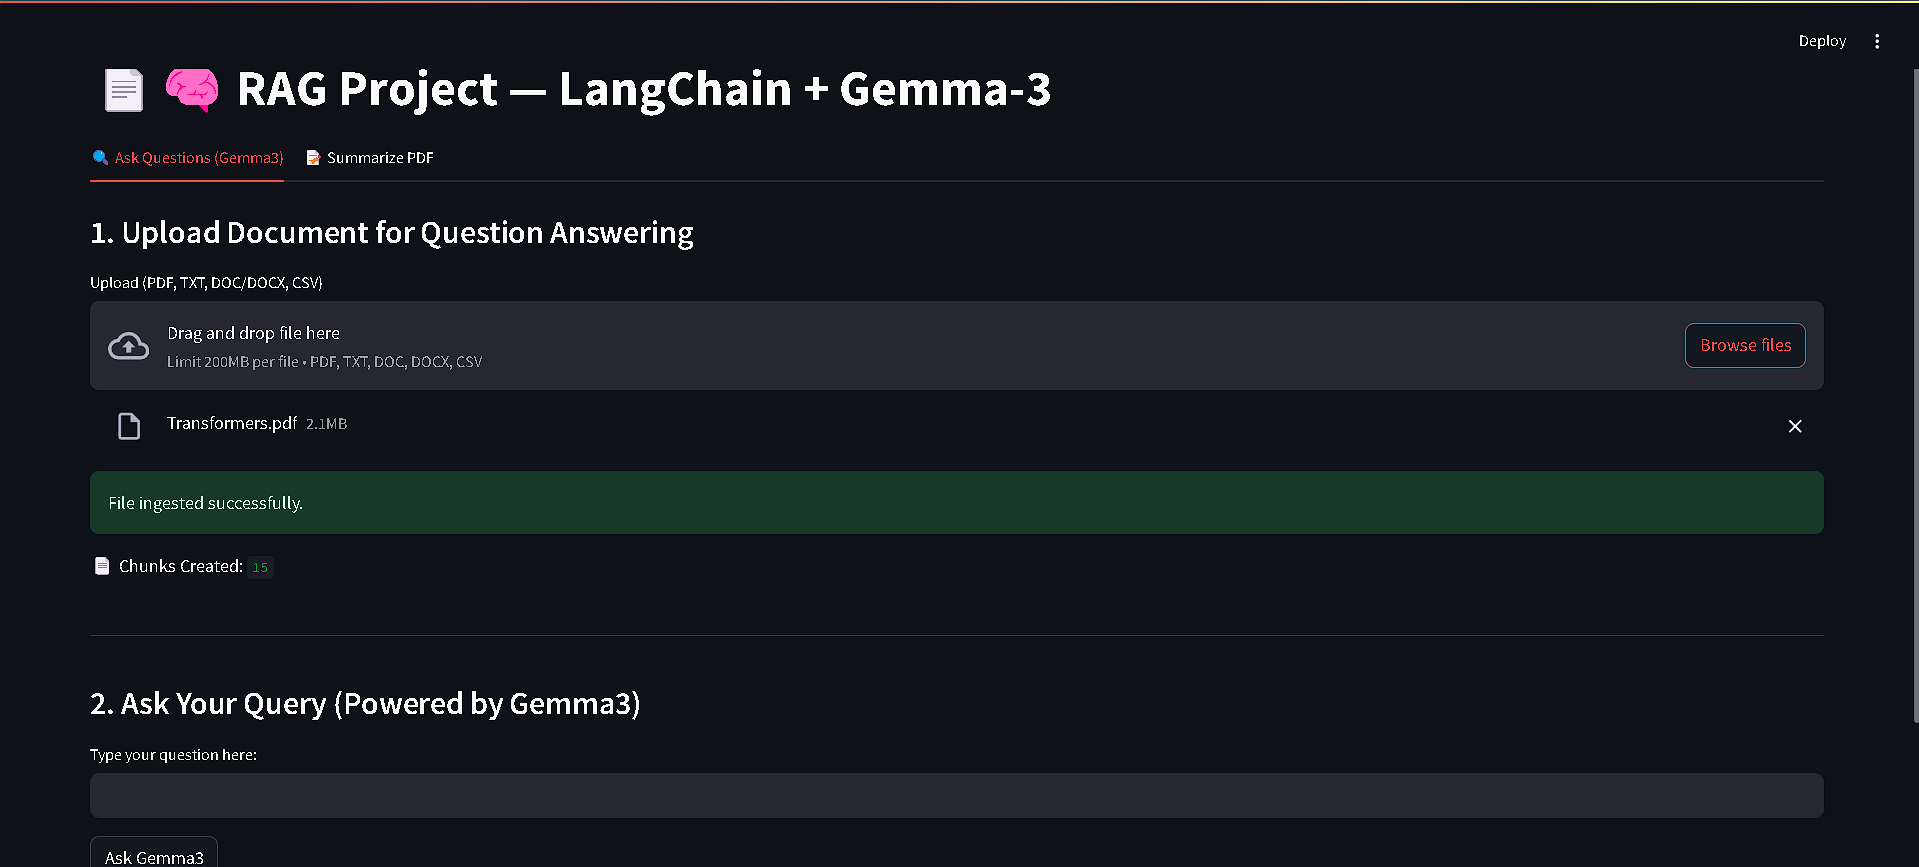 Deploy
RAG Project — LangChain + Gemma-3
Ask Questions (Gemma3) Summarize PDF
1. Upload Document for Question Answering
Upload (PDF, TXT, DOC/DOCX, CSV)
Drag and drop file here
Limit 200MB per file • PDF, TXT, DOC, DOCX, CSV
Browse files
Transformers.pdf 2.1MB
File ingested successfully.
Chunks Created: 15
2. Ask Your Query (Powered by Gemma3)
Type your question here:
Ask Gemma3